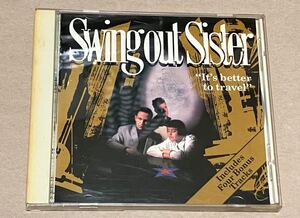 Swing out Sister
"It's better
to travel"
Includes
Four Bonus
Tracks